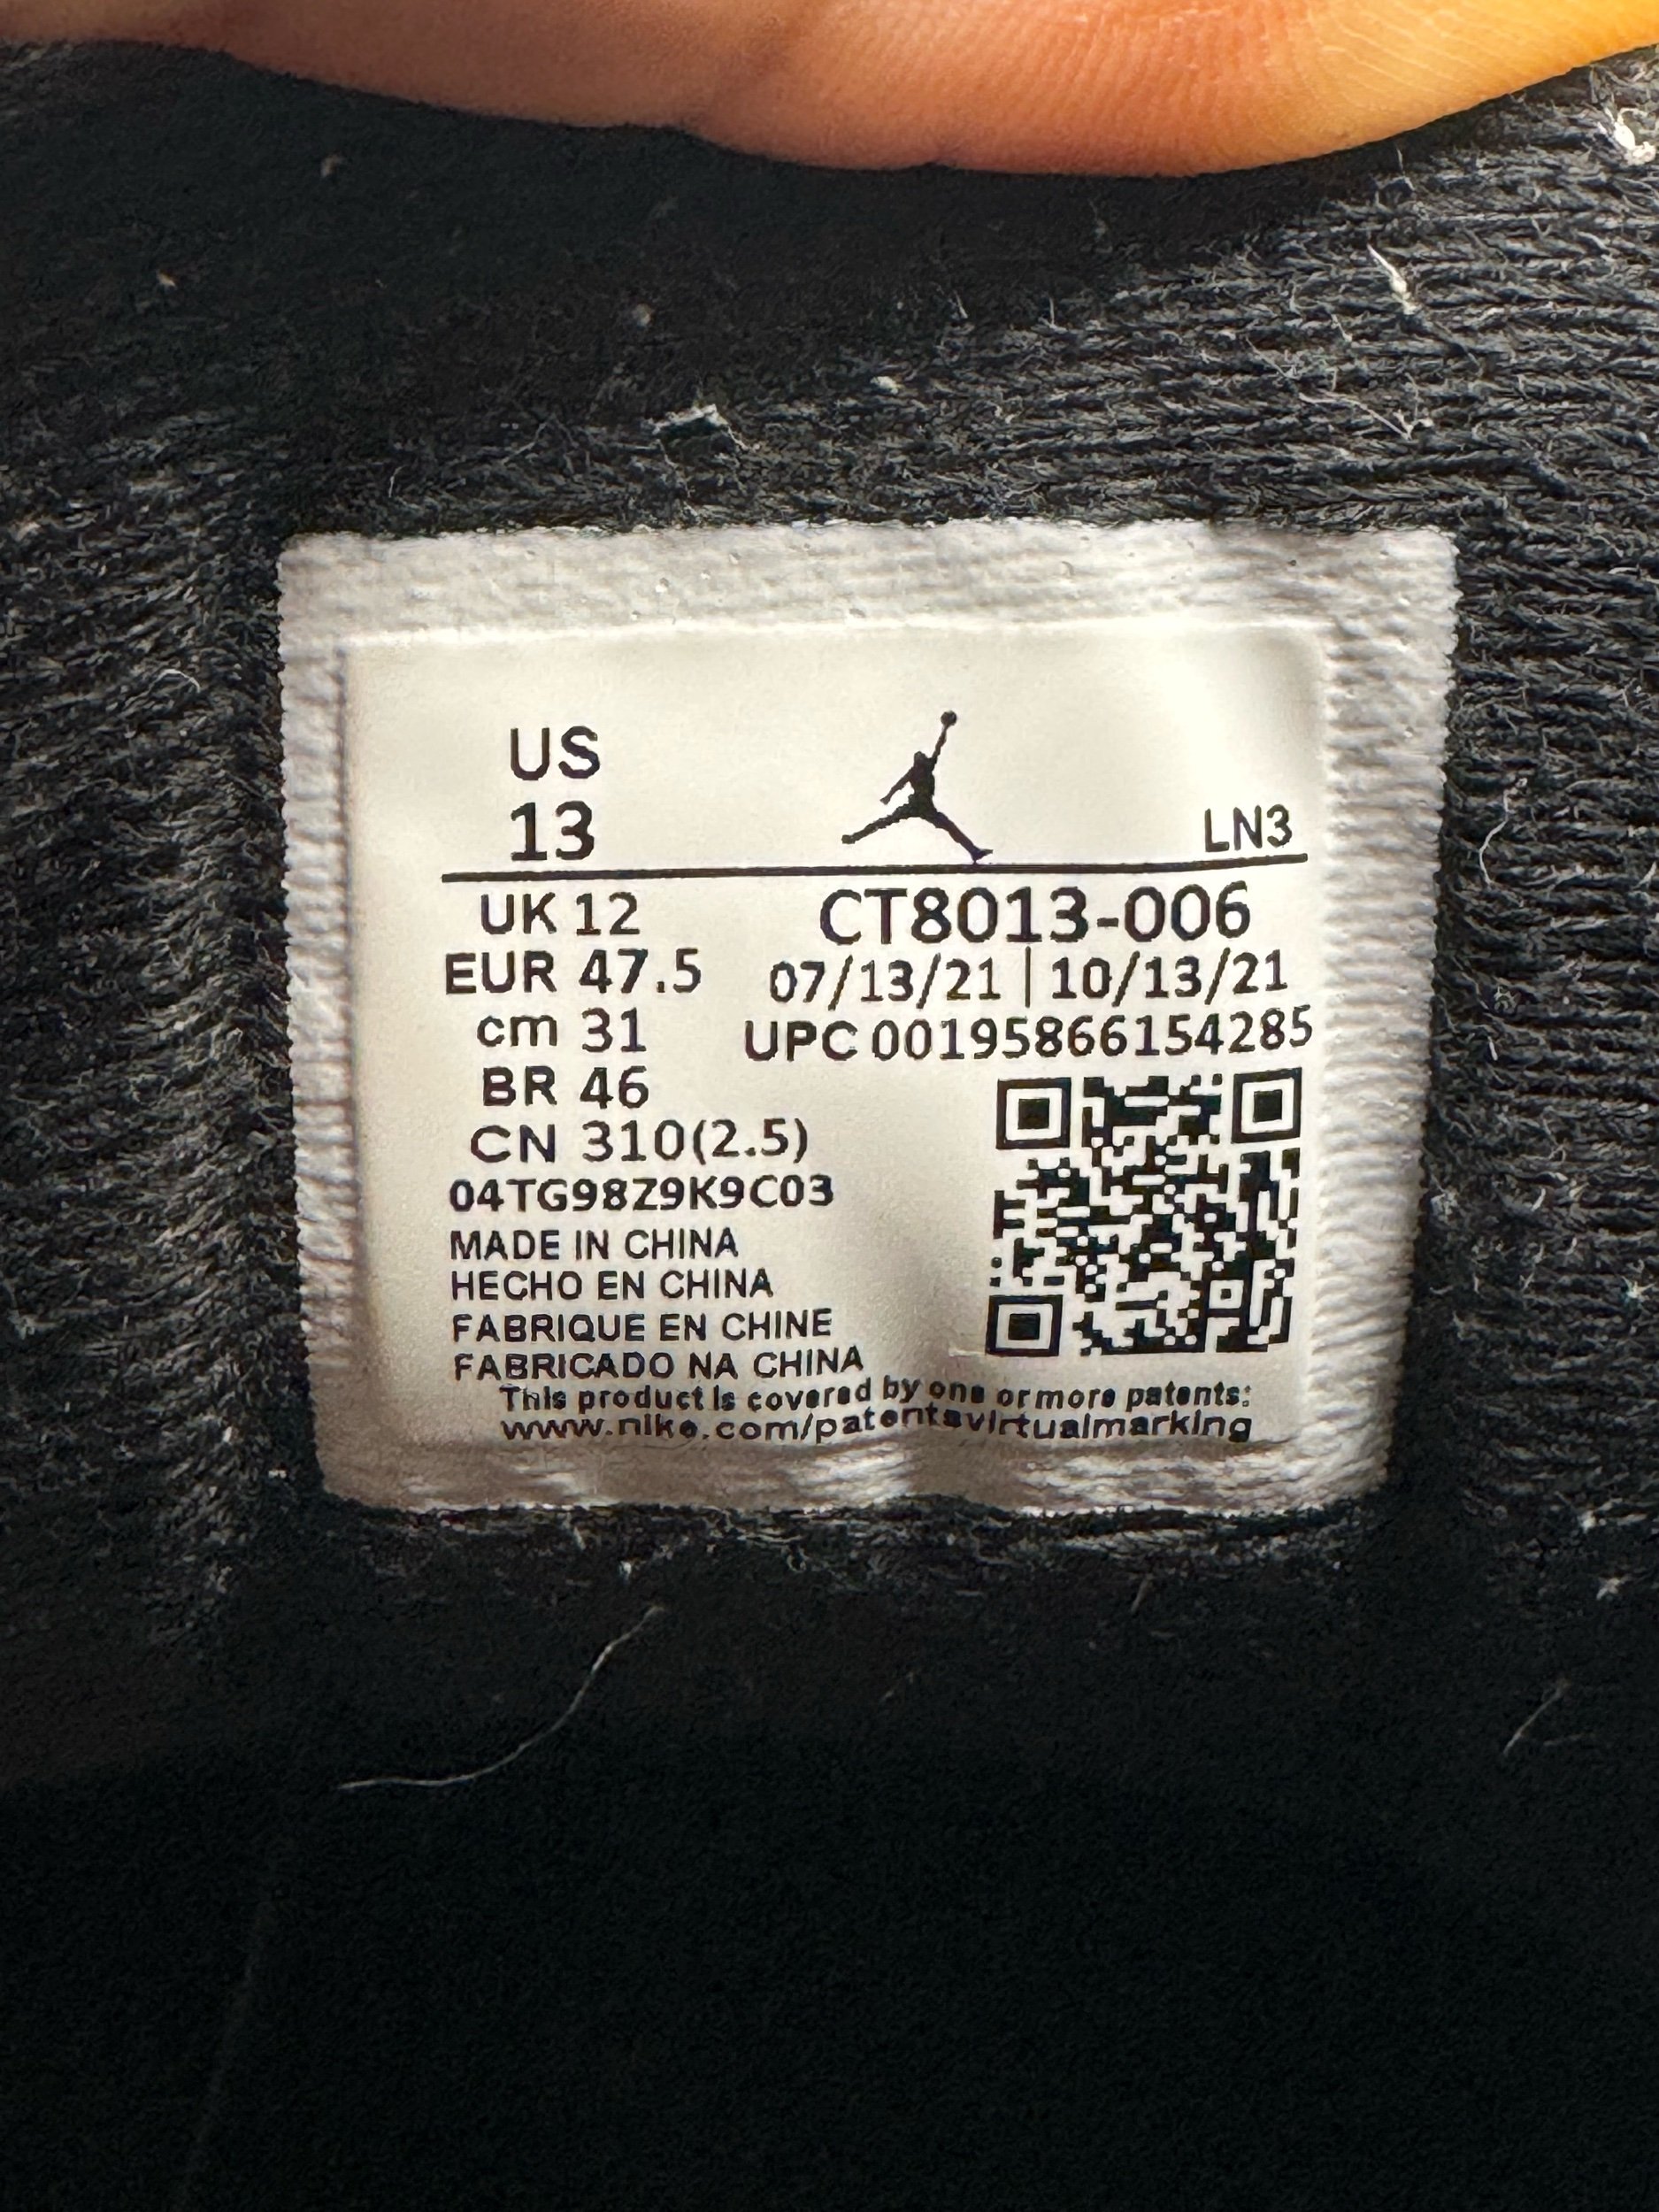 US
13
LN3
UK 12
CT8013-006
EUR 47.5
07/13/21 | 10/13/21
cm 31
UPC 00195866154285
BR 46
CN 310(2.5)
04TG98Z9K9C03
MADE IN CHINA
HECHO EN CHINA
FABRIQUE EN CHINE
FABRICADO NA CHINA
This product is covered by one or more patents:
www.nike.com/patentsvirtualmarking